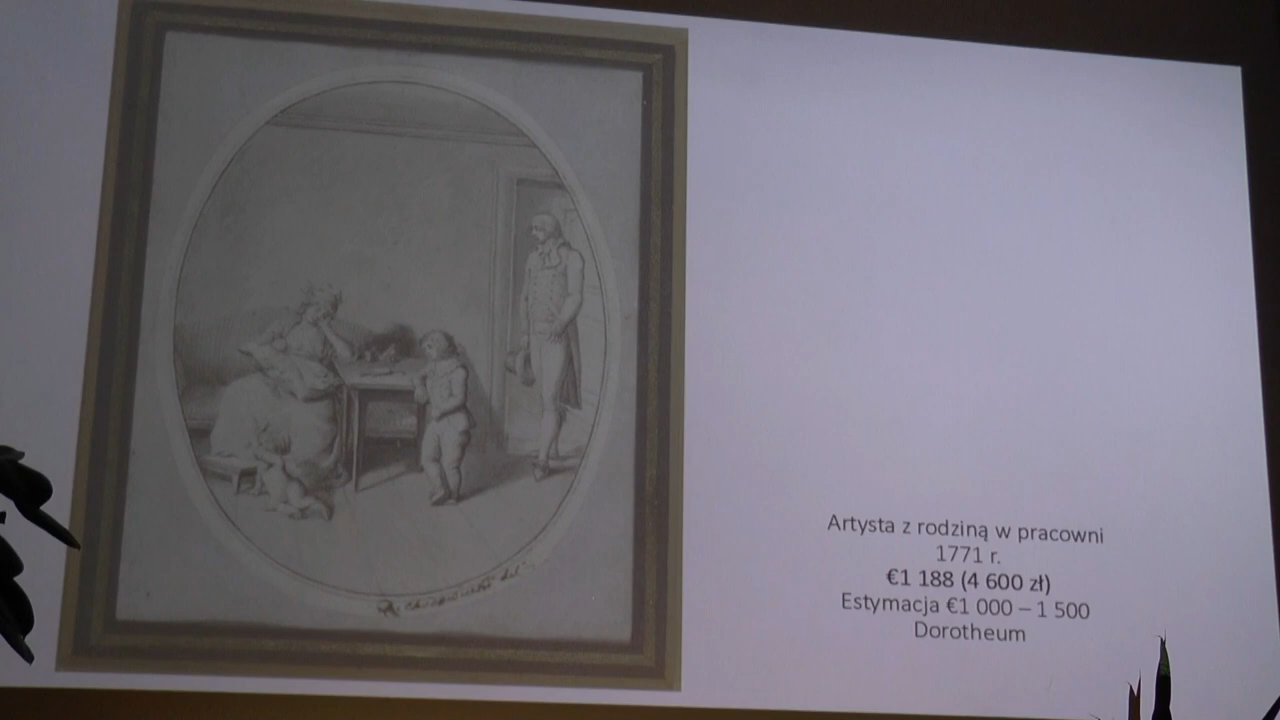 Artysta z rodziną w pracowni
1771 r.
€1 188 (4 600 zł)
Estymacja €1 000 – 1 500
Dorotheum